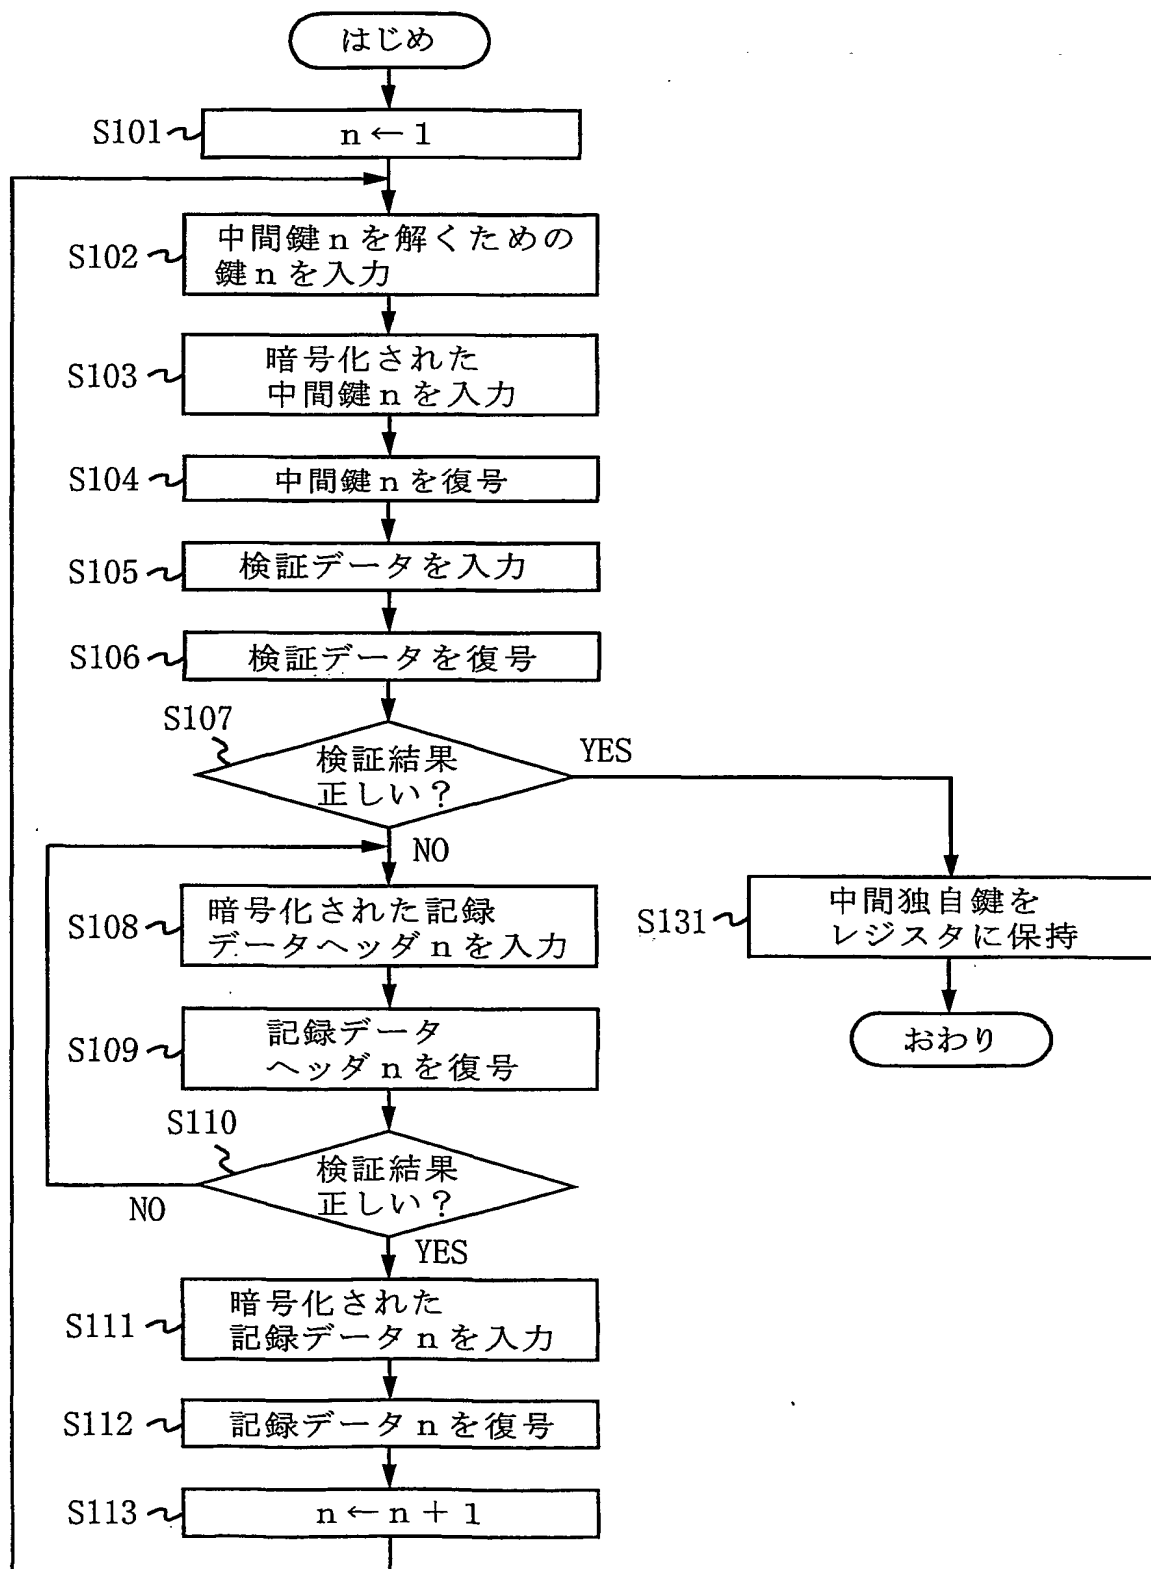 はじめ
S101
n←1
S102
中間鍵nを解くための
鍵nを入力
S103
暗号化された
中間鍵nを入力
S104
中間鍵nを復号
S105
検証データを入力
S106
検証データを復号
S107
検証結果
正しい?
YES
NO
S108
暗号化された記録
データヘッダnを入力
S131
中間独自鍵を
レジスタに保持
おわり
S109
記録データ
ヘッダnを復号
S110
検証結果
正しい?
NO
YES
S111
暗号化された
記録データnを入力
S112
記録データnを復号
S113
n←n+1